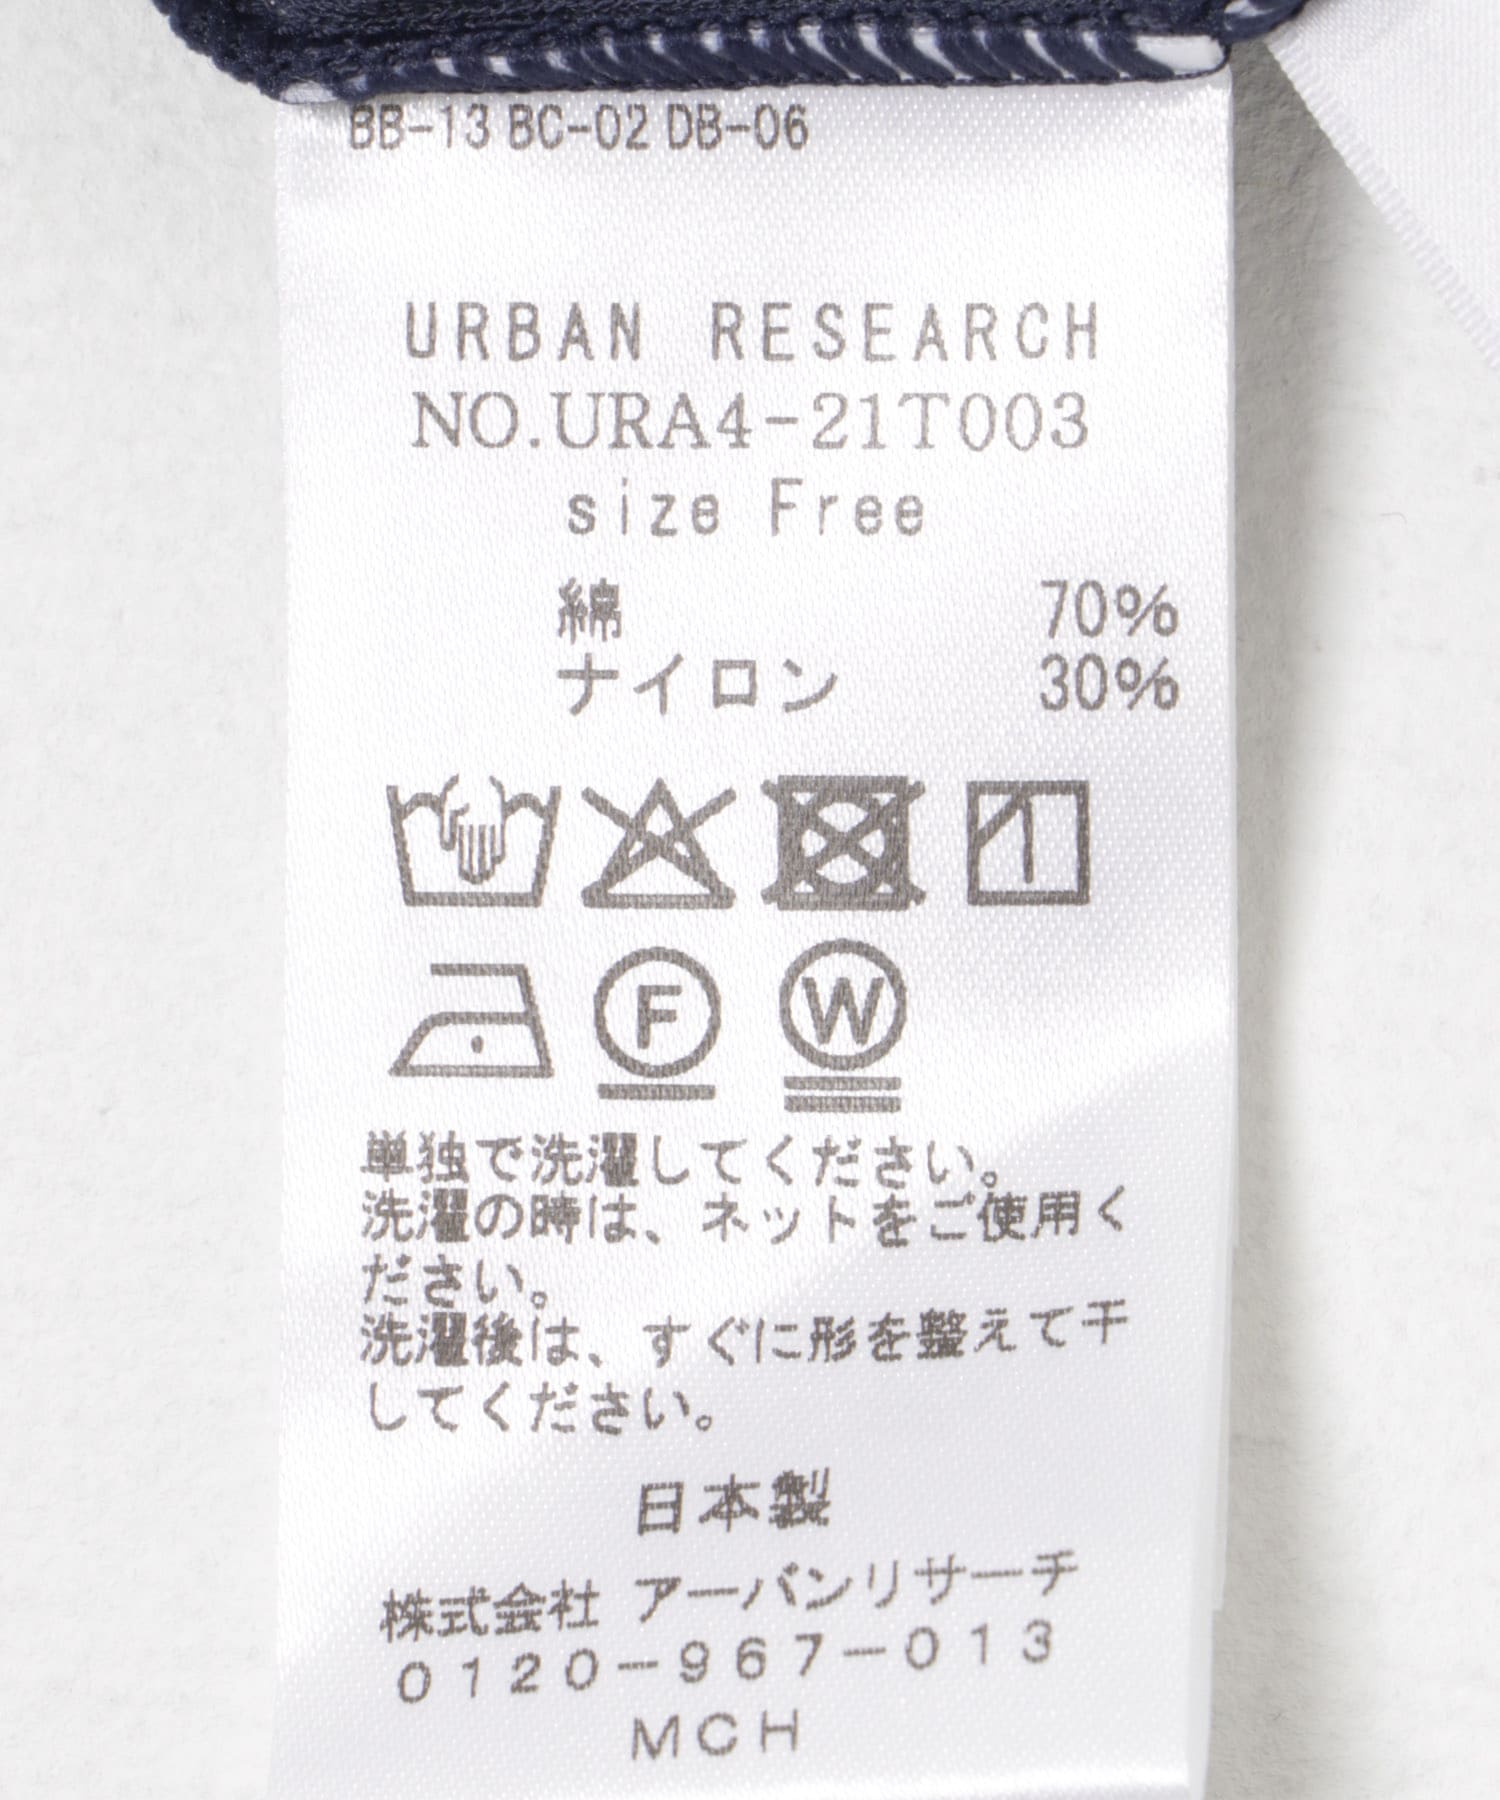 BB-13 BC-02 DB-06
URBAN RESEARCH
NO.URA4-21T003
size Free
綿 70%
ナイロン 30%
F W
単独で洗濯してください。
洗濯の時は、ネットをご使用く
ださい。
洗濯後は、すぐに形を整えて干
してください。
日本製
株式会社 アーバンリサーチ
0120-967-013
MCH